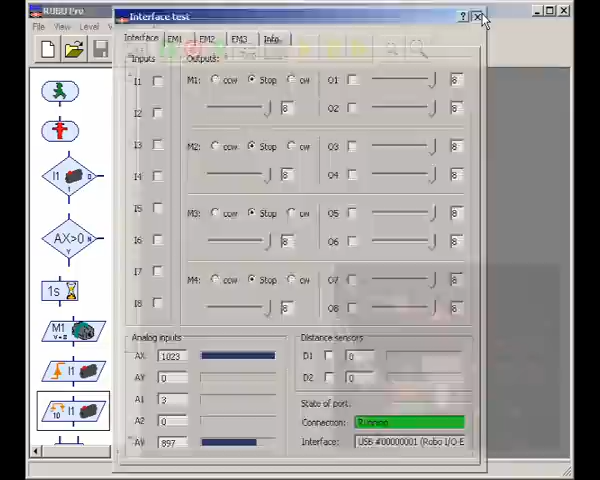 ROBO Pro
Interface test
File View Level
Interface EM1 EM2 EM3 Info
Inputs Outputs:
I1 M1: ccw Stop cw 8 O1 8
I2 8 O2 8
I3 M2: ccw Stop cw O3 8
I4 8 O4 8
I5 M3: ccw Stop cw O5 8
I6 8 O6 8
I7 M4: ccw Stop cw O7 8
I8 8 O8 8
I1
AX>0 N
Y
1s
M1
I1
10 I1
Analog inputs Distance sensors
AX 1023 D1 0
AY 0 D2 0
A1 3 State of port
A2 0 Connection: Running
AV 897 Interface: USB #00000001 (Robo I/O-E